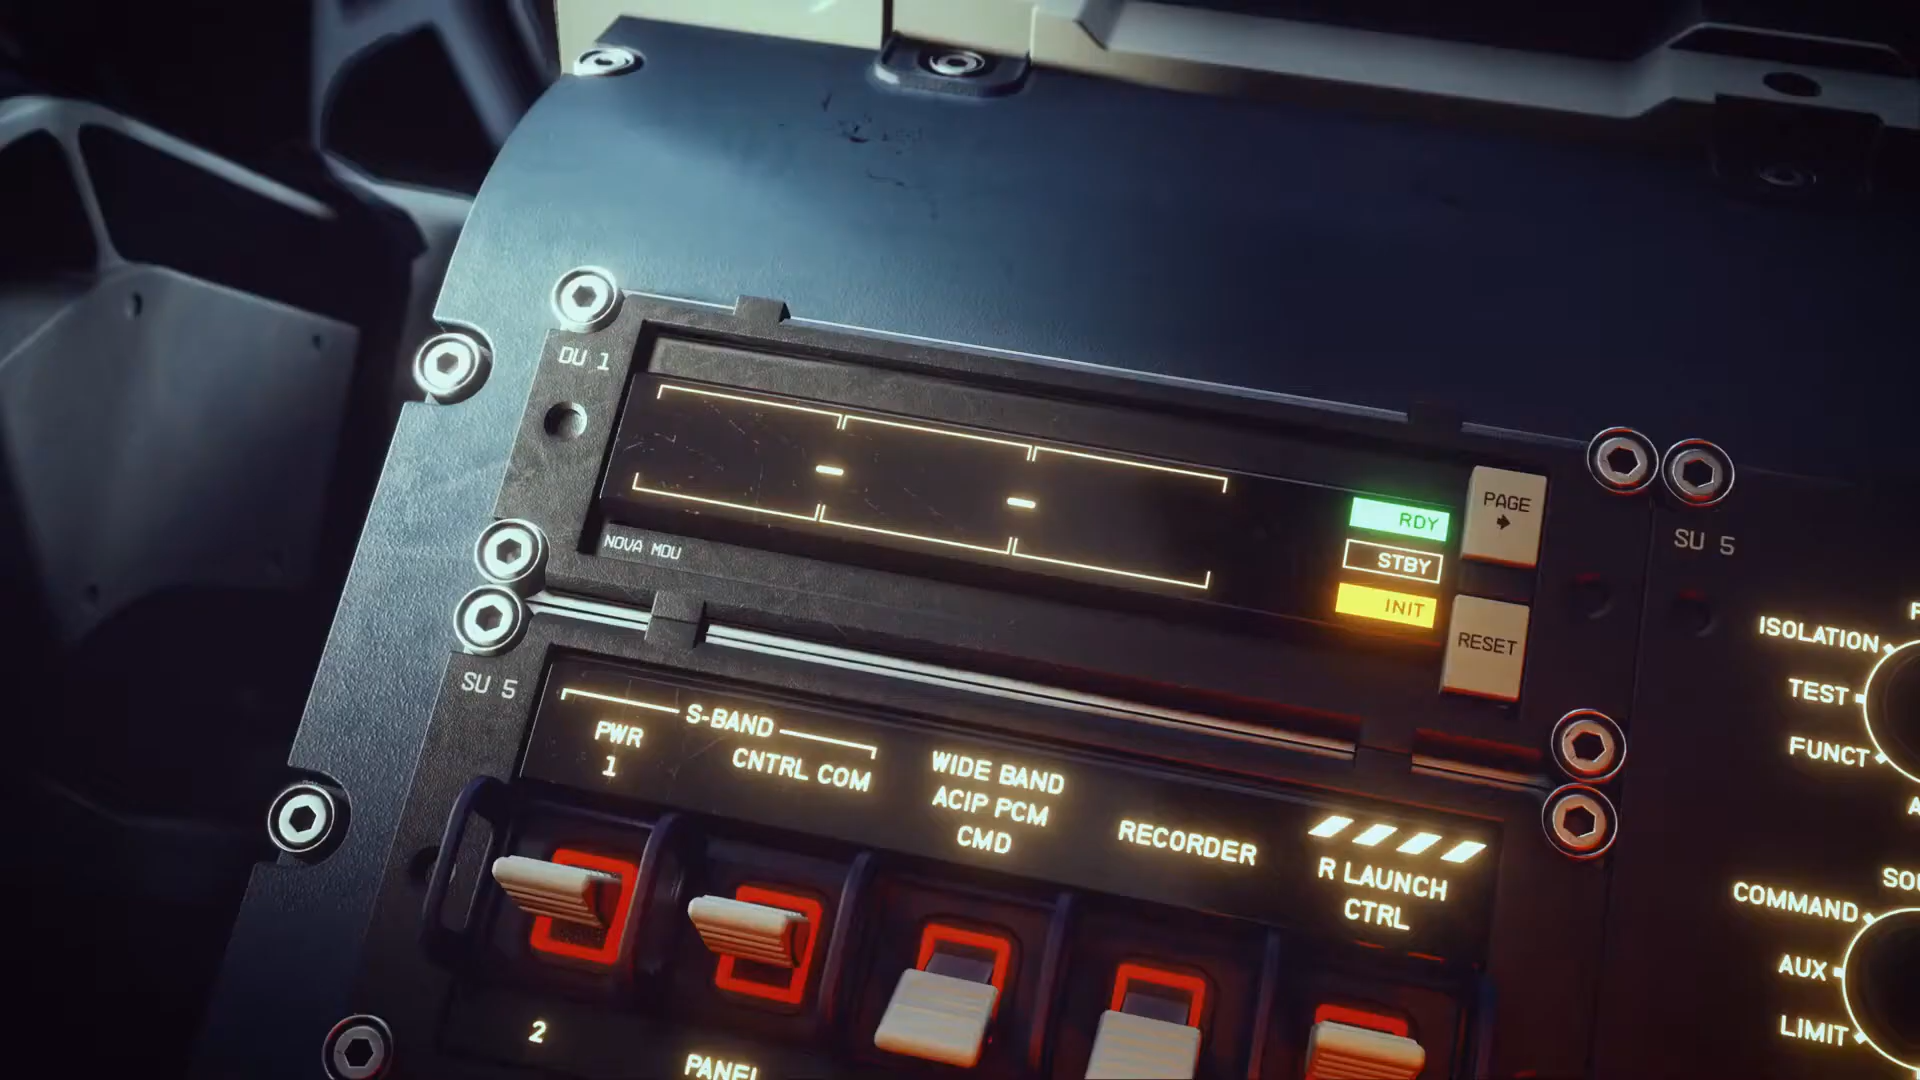 DU 1
RDY
STBY
INIT
PAGE
RESET
NOVA MDU
SU 5
SU 5
S-BAND
PWR
1
CNTRL COM
WIDE BAND
ACIP PCM
CMD
RECORDER
R LAUNCH
CTRL
2
PANEL
ISOLATION
TEST
FUNCT
COMMAND
AUX
LIMIT